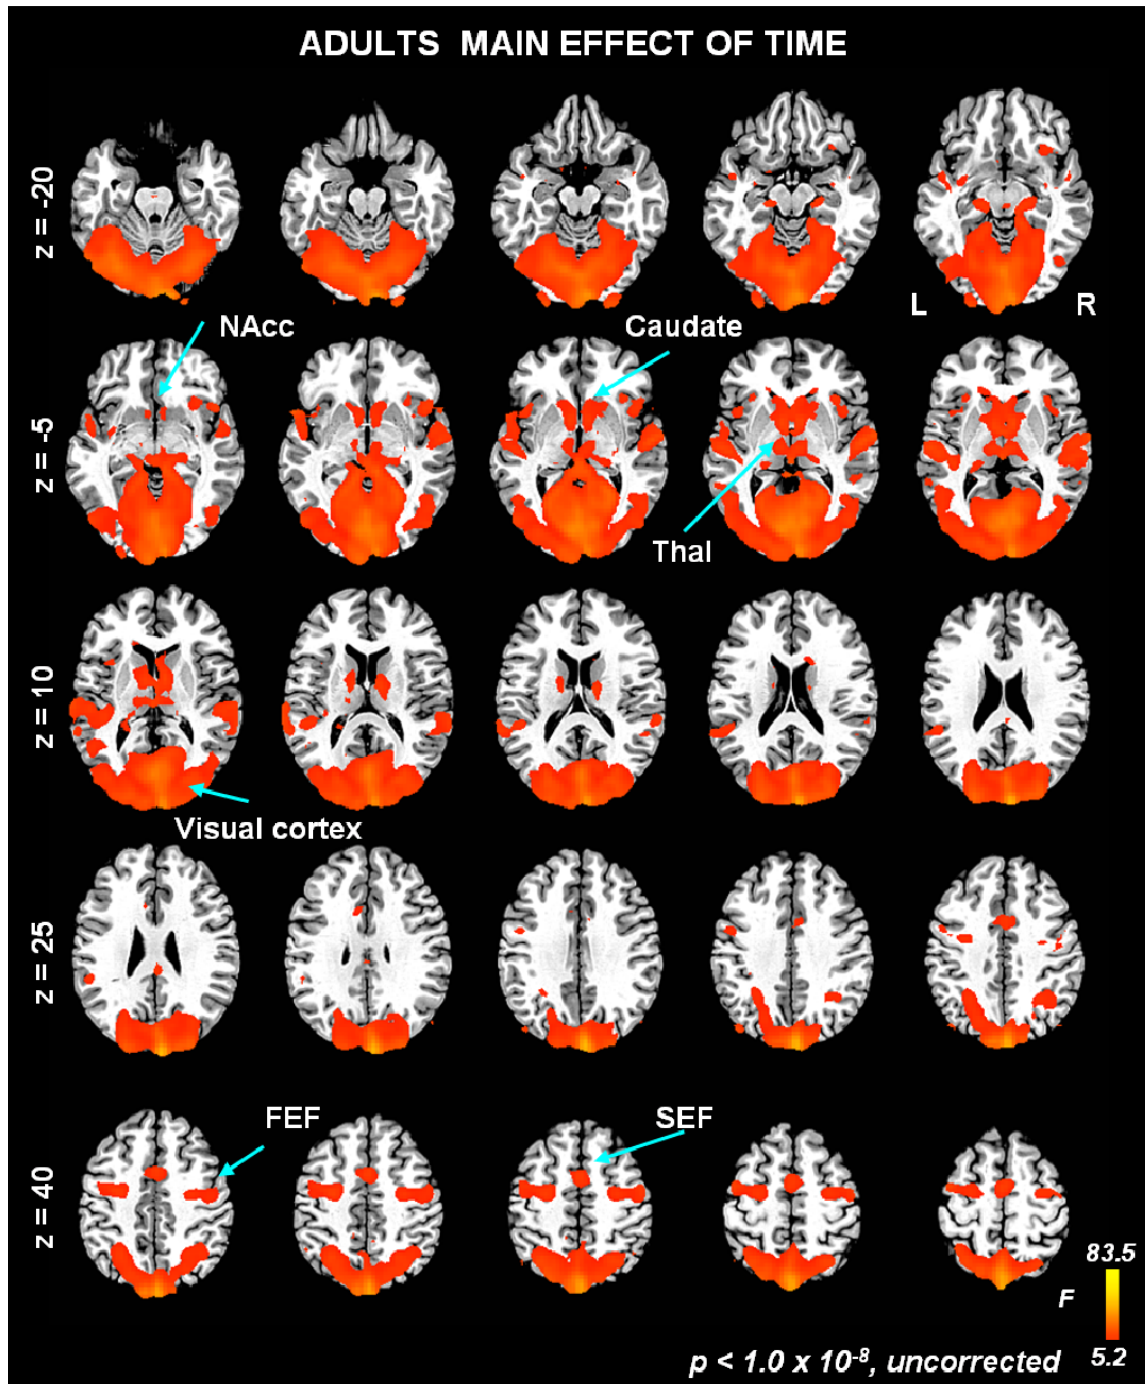 ADULTS MAIN EFFECT OF TIME
z = -20
L
R
NAcc
Caudate
z = -5
Thal
z = 10
Visual cortex
z = 25
FEF
SEF
z = 40
83.5
F
5.2
p < 1.0 x 10⁻⁸, uncorrected